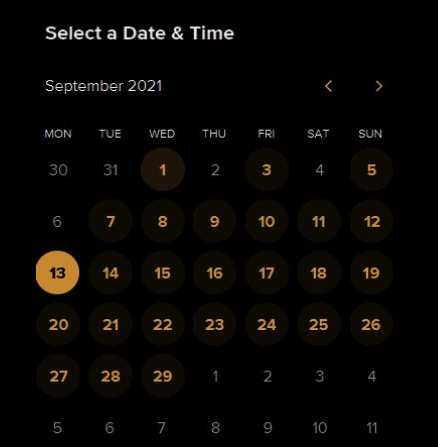 Select a Date & Time
September 2021
MON TUE WED THU FRI SAT SUN
30 31 1 2 3 4 5
6 7 8 9 10 11 12
13 14 15 16 17 18 19
20 21 22 23 24 25 26
27 28 29 1 2 3 4
5 6 7 8 9 10 11